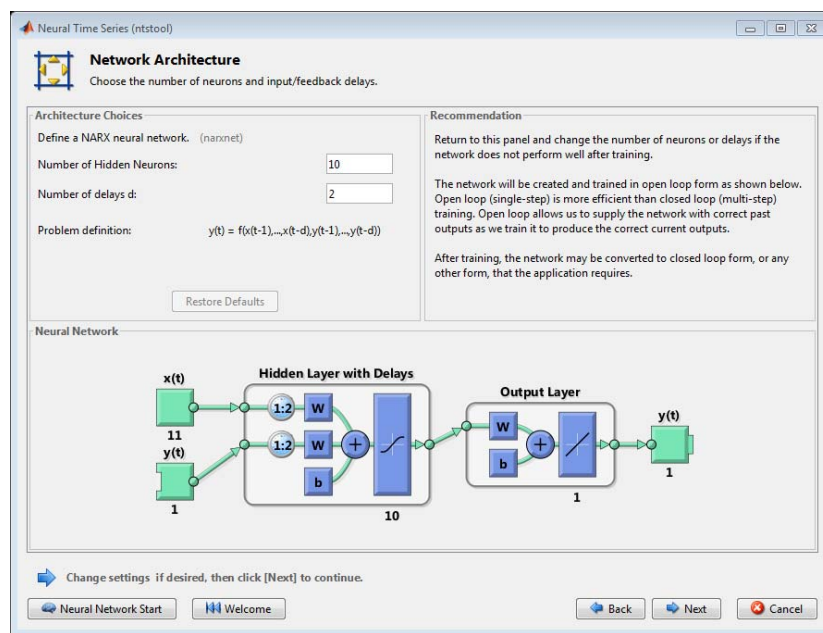 Neural Time Series (ntstool)
Network Architecture
Choose the number of neurons and input/feedback delays.
Architecture Choices
Define a NARX neural network. (narxnet)
Number of Hidden Neurons: 10
Number of delays d: 2
Problem definition: y(t) = f(x(t-1),...,x(t-d),y(t-1),...,y(t-d))
Restore Defaults
Recommendation
Return to this panel and change the number of neurons or delays if the
network does not perform well after training.
The network will be created and trained in open loop form as shown below.
Open loop (single-step) is more efficient than closed loop (multi-step)
training. Open loop allows us to supply the network with correct past
outputs as we train it to produce the correct current outputs.
After training, the network may be converted to closed loop form, or any
other form, that the application requires.
Neural Network
Hidden Layer with Delays
x(t)
11
y(t)
1
1:2
W
1:2
W
b
+
10
Output Layer
W
b
+
1
y(t)
1
Change settings if desired, then click [Next] to continue.
Neural Network Start
Welcome
Back
Next
Cancel